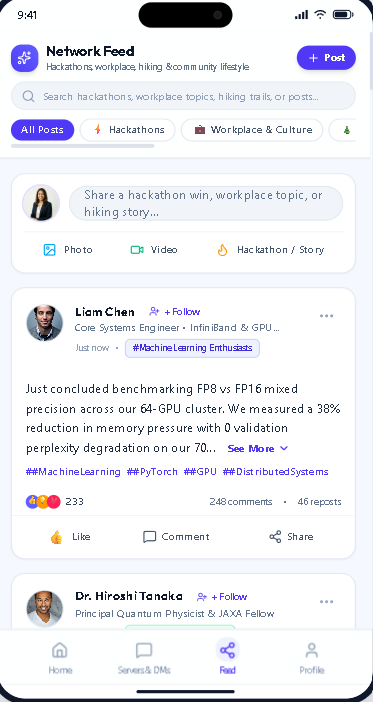 9:41
Network Feed
Hackathons, workplace, hiking & community lifestyle
+ Post
Search hackathons, workplace topics, hiking trails, or posts...
All Posts
Hackathons
Workplace & Culture
Share a hackathon win, workplace topic, or
hiking story...
Photo
Video
Hackathon / Story
Liam Chen
+ Follow
Core Systems Engineer • InfiniBand & GPU...
Just now •
#Machine Learning Enthusiasts
Just concluded benchmarking FP8 vs FP16 mixed
precision across our 64-GPU cluster. We measured a 38%
reduction in memory pressure with 0 validation
perplexity degradation on our 70... See More
##MachineLearning ##PyTorch ##GPU ##DistributedSystems
233
248 comments • 46 reposts
Like
Comment
Share
Dr. Hiroshi Tanaka
+ Follow
Principal Quantum Physicist & JAXA Fellow
Home
Servers & DMs
Feed
Profile